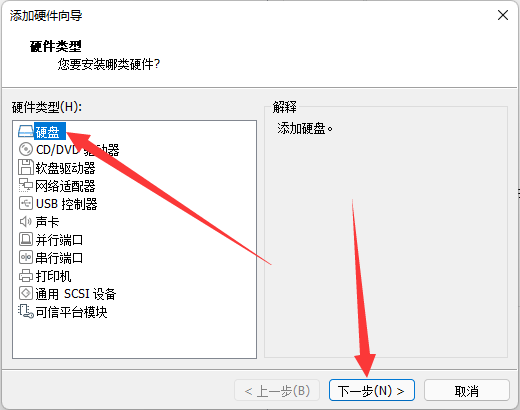 添加硬件向导
硬件类型
您要安装哪类硬件?
硬件类型(H):
硬盘
CD/DVD 驱动器
软盘驱动器
网络适配器
USB 控制器
声卡
并行端口
串行端口
打印机
通用 SCSI 设备
可信平台模块
解释
添加硬盘。
< 上一步(B)
下一步(N) >
取消